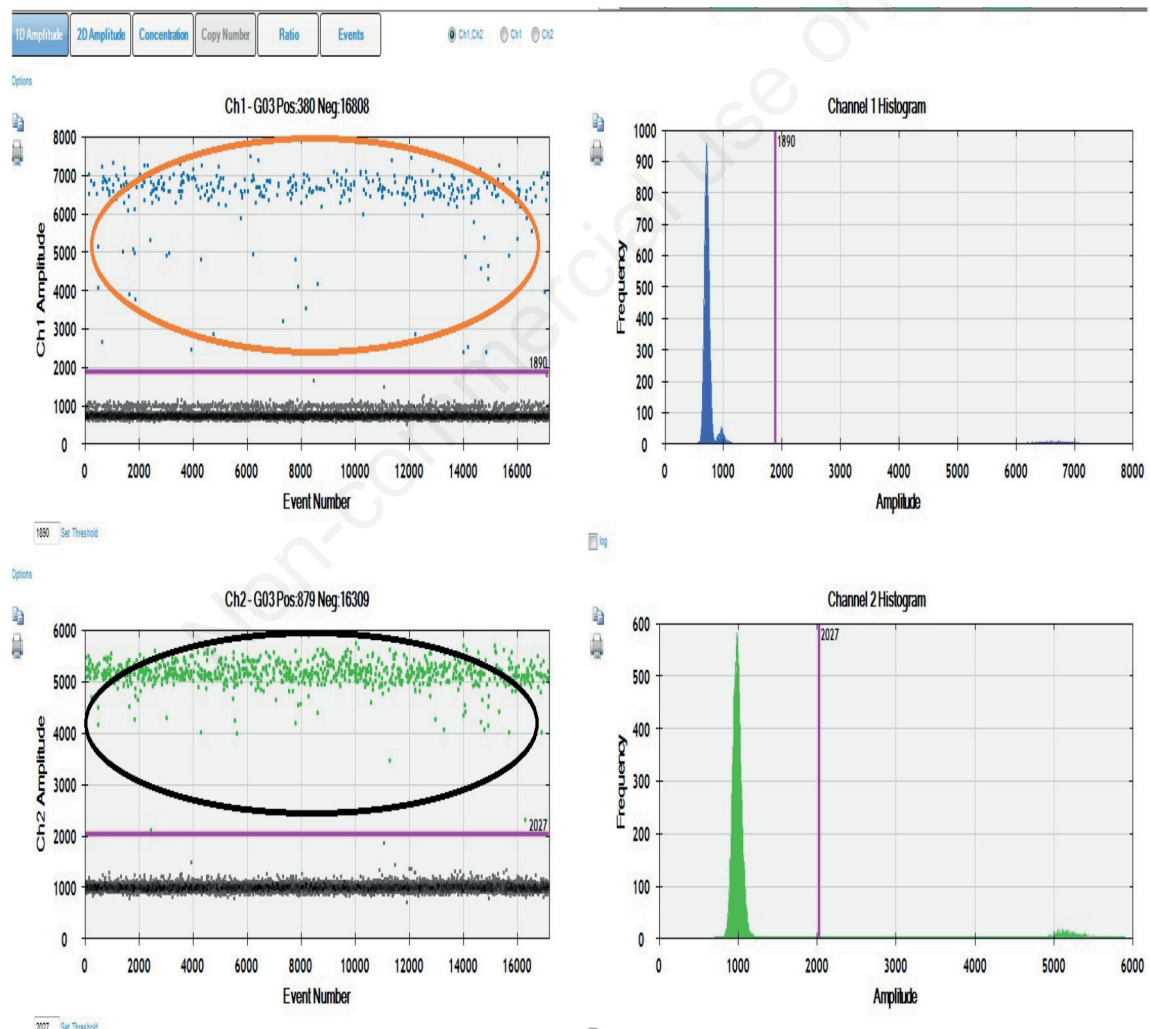 1D Amplitude 2D Amplitude Concentration Copy Number Ratio Events Ch1,Ch2 Ch1 Ch2
Options
Ch1 - G03 Pos:380 Neg:16808
8000
7000
6000
5000
4000
3000
2000
1000
0
Ch1 Amplitude
1890
0 2000 4000 6000 8000 10000 12000 14000 16000
Event Number
1890 Set Threshold
Channel 1 Histogram
1000
900
800
700
600
500
400
300
200
100
0
Frequency
1890
0 1000 2000 3000 4000 5000 6000 7000 8000
Amplitude
log
Options
Ch2 - G03 Pos:879 Neg:16309
6000
5000
4000
3000
2000
1000
0
Ch2 Amplitude
2027
0 2000 4000 6000 8000 10000 12000 14000 16000
Event Number
2027 Set Threshold
Channel 2 Histogram
600
500
400
300
200
100
0
Frequency
2027
0 1000 2000 3000 4000 5000 6000
Amplitude
Non-commercial use on